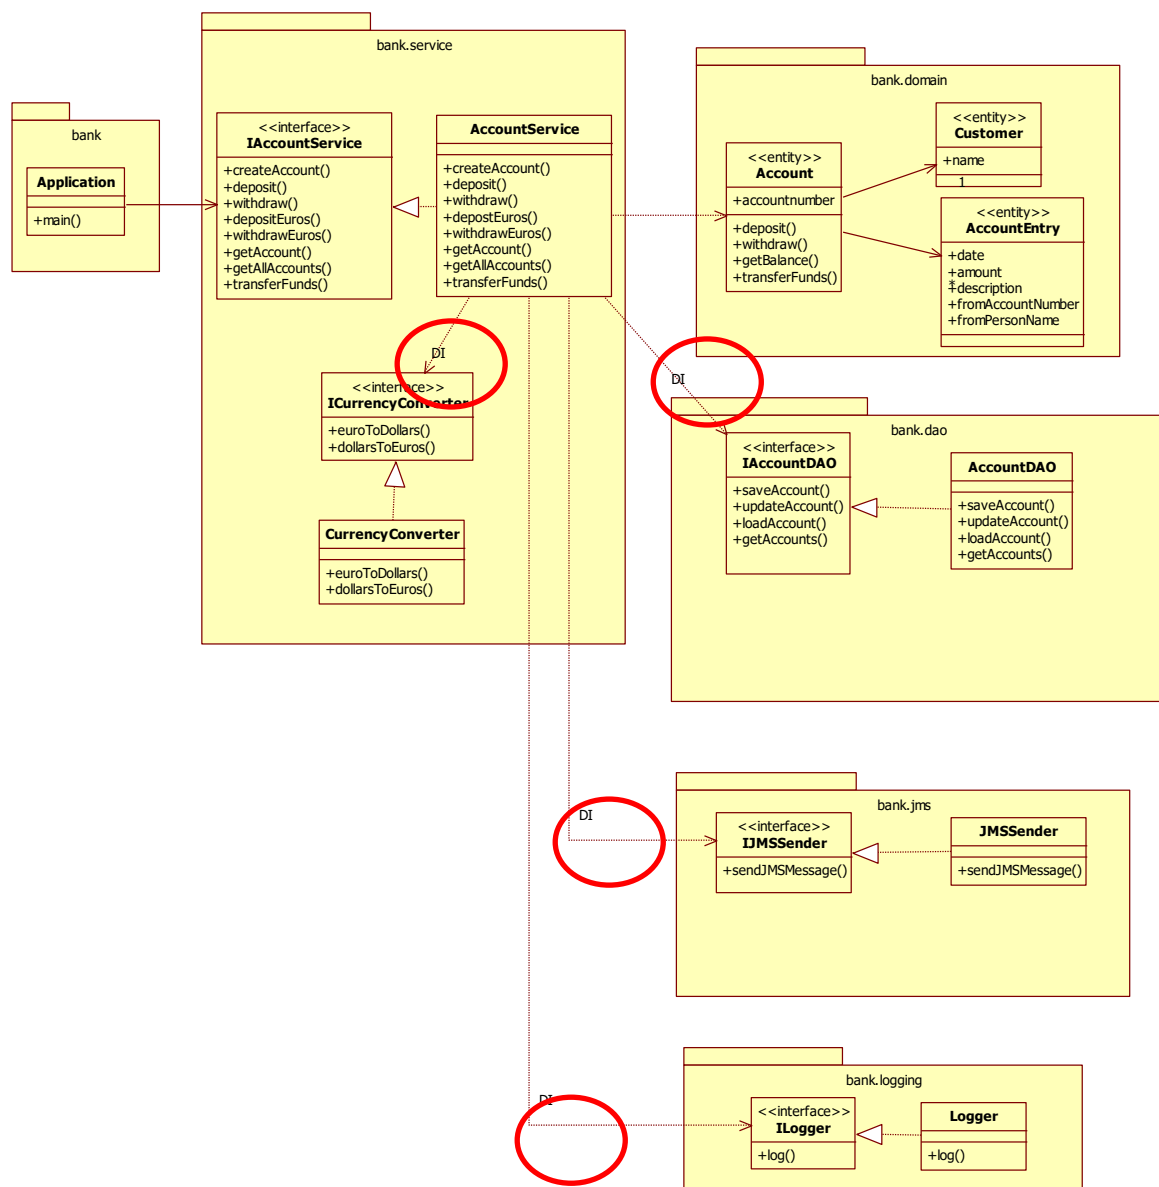 bank
Application
+main()
bank.service
<<interface>>
IAccountService
+createAccount()
+deposit()
+withdraw()
+depositEuros()
+withdrawEuros()
+getAccount()
+getAllAccounts()
+transferFunds()
AccountService
+createAccount()
+deposit()
+withdraw()
+depostEuros()
+withdrawEuros()
+getAccount()
+getAllAccounts()
+transferFunds()
DI
<<interface>>
ICurrencyConverter
+euroToDollars()
+dollarsToEuros()
CurrencyConverter
+euroToDollars()
+dollarsToEuros()
bank.domain
<<entity>>
Account
+accountnumber
+deposit()
+withdraw()
+getBalance()
+transferFunds()
<<entity>>
Customer
+name
1
<<entity>>
AccountEntry
+date
+amount
*
+description
+fromAccountNumber
+fromPersonName
DI
bank.dao
<<interface>>
IAccountDAO
+saveAccount()
+updateAccount()
+loadAccount()
+getAccounts()
AccountDAO
+saveAccount()
+updateAccount()
+loadAccount()
+getAccounts()
DI
bank.jms
<<interface>>
IJMSSender
+sendJMSMessage()
JMSSender
+sendJMSMessage()
DI
bank.logging
<<interface>>
ILogger
+log()
Logger
+log()